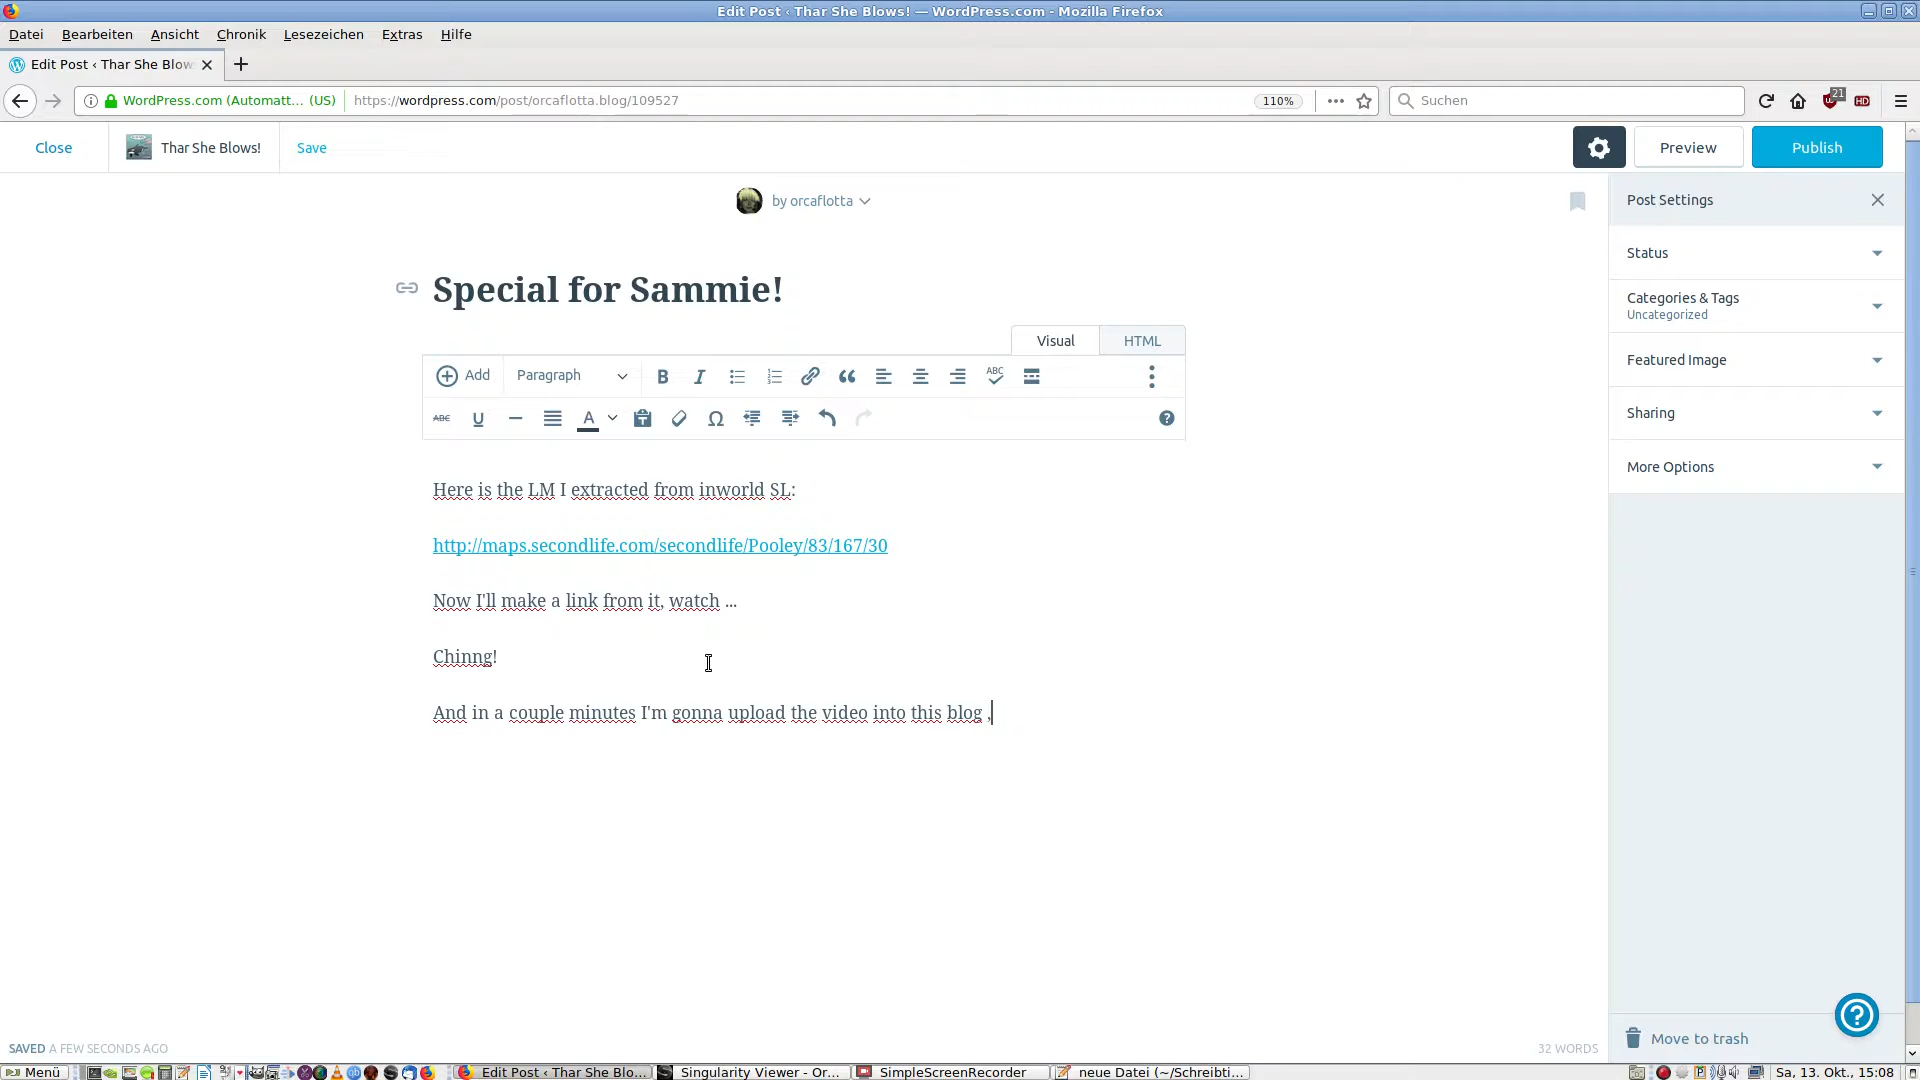 Edit Post ‹ Thar She Blows! — WordPress.com - Mozilla Firefox
Datei Bearbeiten Ansicht Chronik Lesezeichen Extras Hilfe
Edit Post ‹ Thar She Blow
WordPress.com (Automatt... (US) https://wordpress.com/post/orcaflotta.blog/109527 110% Suchen 21 HD
Close Thar She Blows! Save Preview Publish
by orcaflotta
Post Settings
Status
Categories & Tags
Uncategorized
Featured Image
Sharing
More Options
Special for Sammie!
Visual HTML
Add Paragraph B I ABC
ABC U A Ω
Here is the LM I extracted from inworld SL:
http://maps.secondlife.com/secondlife/Pooley/83/167/30
Now I'll make a link from it, watch ...
Chinng!
And in a couple minutes I'm gonna upload the video into this blog ,
Move to trash
SAVED A FEW SECONDS AGO 32 WORDS
Menü Edit Post ‹ Thar She Blo... Singularity Viewer - Or... SimpleScreenRecorder neue Datei (~/Schreibti... Sa, 13. Okt., 15:08